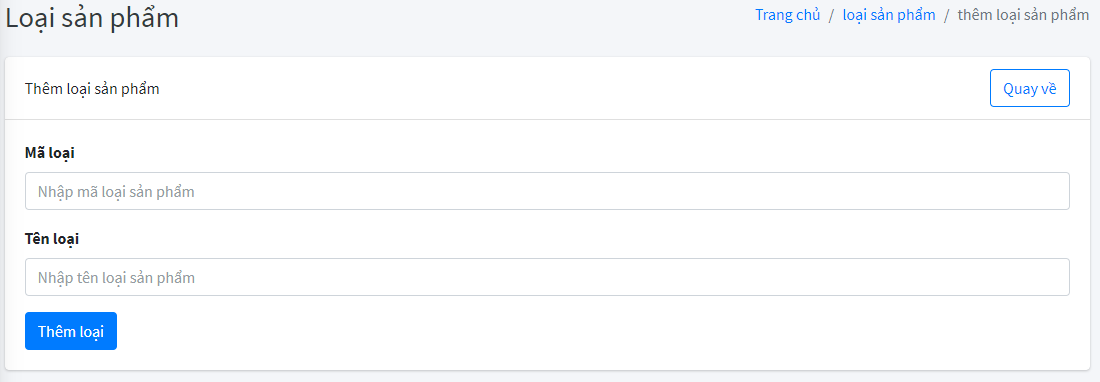 Loại sản phẩm
Trang chủ / loại sản phẩm / thêm loại sản phẩm
Thêm loại sản phẩm
Quay về
Mã loại
Nhập mã loại sản phẩm
Tên loại
Nhập tên loại sản phẩm
Thêm loại